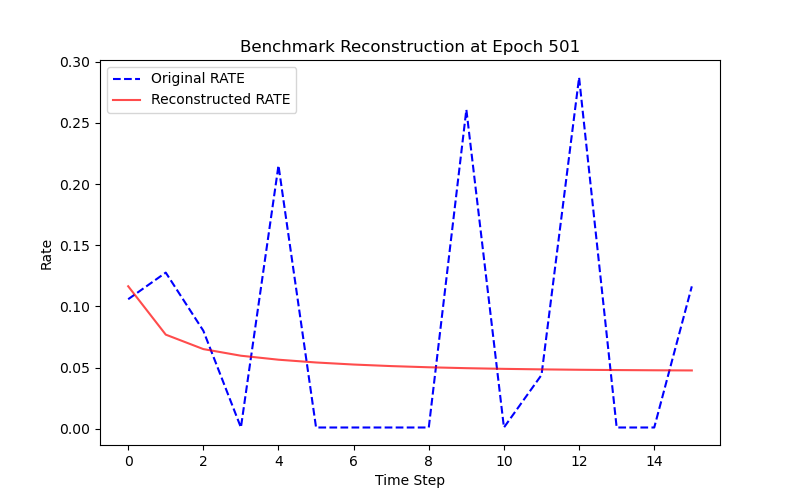 Benchmark Reconstruction at Epoch 501
Original RATE
Reconstructed RATE
Rate
0.30
0.25
0.20
0.15
0.10
0.05
0.00
0 2 4 6 8 10 12 14
Time Step